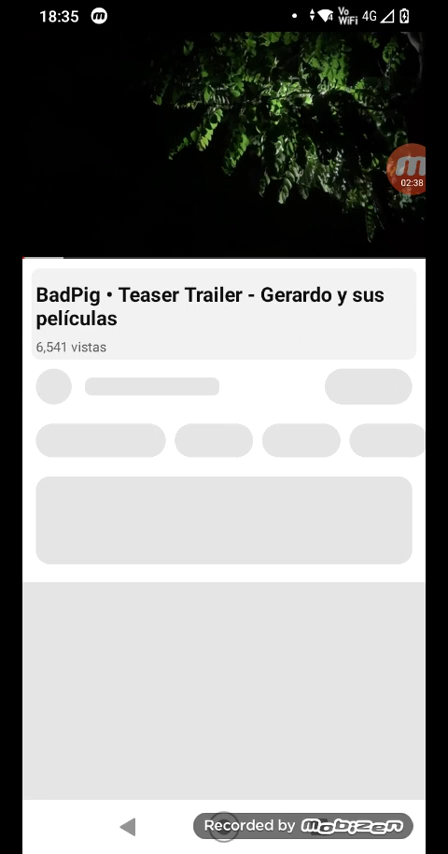 18:35 m Vo WiFi 4G
m
02:38
BadPig • Teaser Trailer - Gerardo y sus
películas
6,541 vistas
Recorded by mobizen